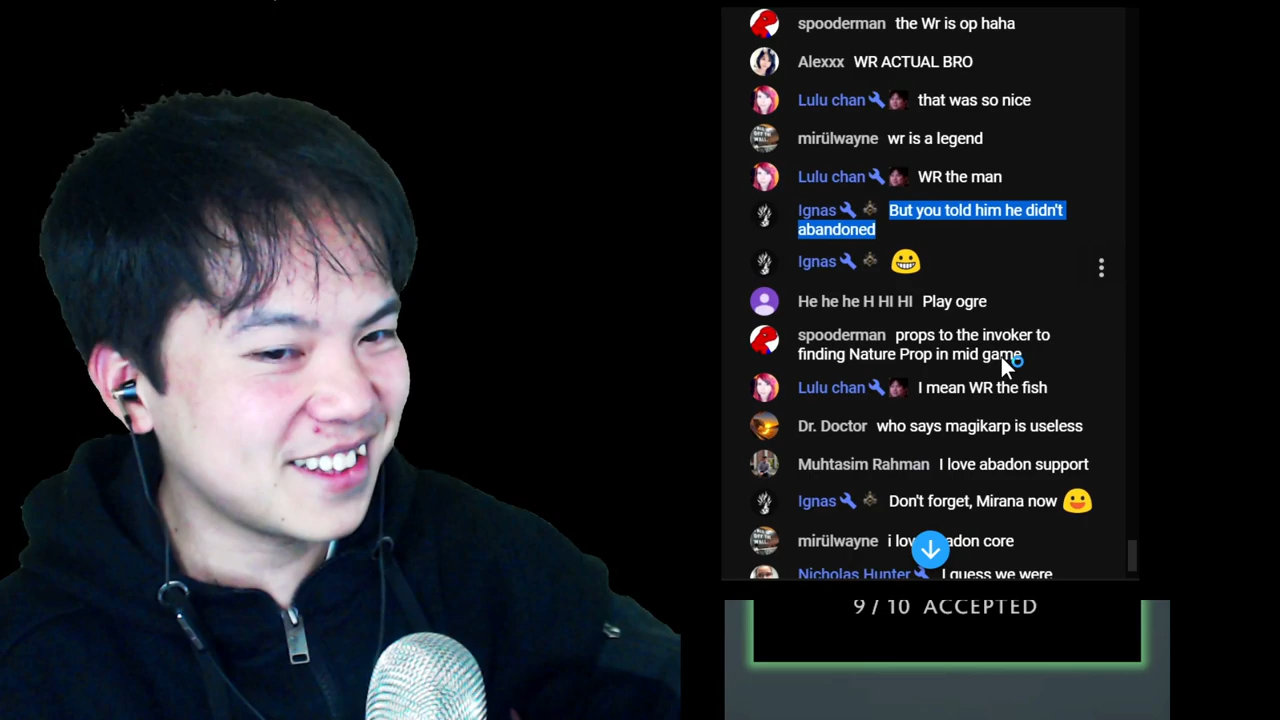 spooderman the Wr is op haha
Alexxx WR ACTUAL BRO
Lulu chan that was so nice
mirülwayne wr is a legend
Lulu chan WR the man
Ignas But you told him he didn't
abandoned
Ignas
He he he H HI HI Play ogre
spooderman props to the invoker to
finding Nature Prop in mid game
Lulu chan I mean WR the fish
Dr. Doctor who says magikarp is useless
Muhtasim Rahman I love abadon support
Ignas Don't forget, Mirana now
mirülwayne i core
Nicholas Hunter I guess we were
9 / 10 ACCEPTED